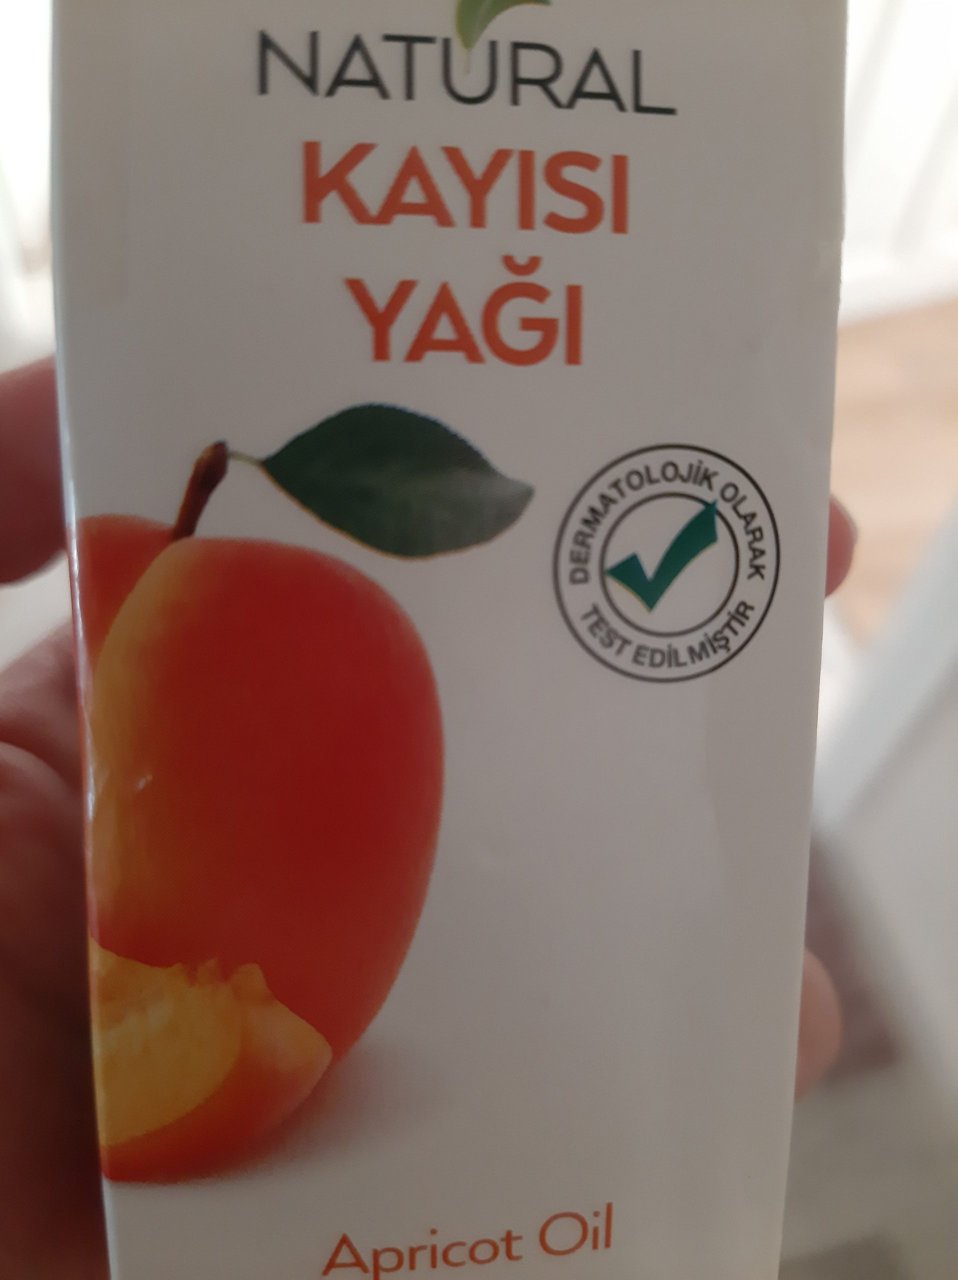 NATURAL
KAYISI
YAĞI
DERMATOLOJİK OLARAK
TEST EDİLMİŞTİR
Apricot Oil